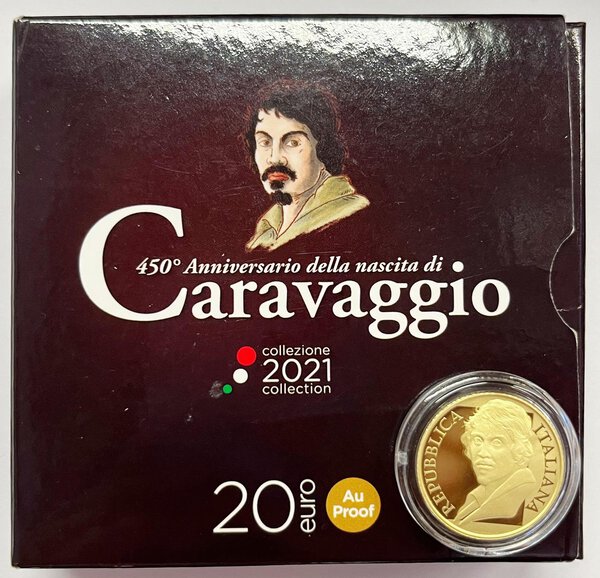 450° Anniversario della nascita di
Caravaggio
collezione
2021
collection
20 euro
Au
Proof
REPUBBLICA ITALIANA